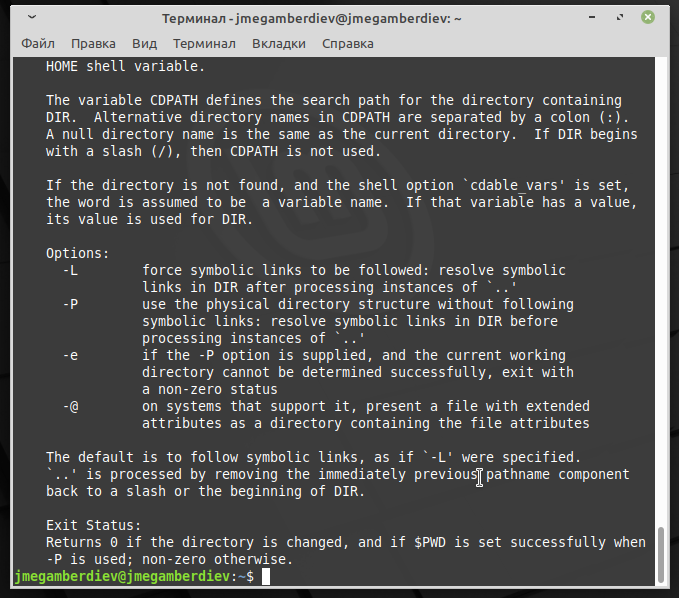 Терминал - jmegamberdiev@jmegamberdiev: ~
Файл Правка Вид Терминал Вкладки Справка
HOME shell variable.
The variable CDPATH defines the search path for the directory containing
DIR.  Alternative directory names in CDPATH are separated by a colon (:).
A null directory name is the same as the current directory.  If DIR begins
with a slash (/), then CDPATH is not used.
If the directory is not found, and the shell option `cdable_vars' is set,
the word is assumed to be  a variable name.  If that variable has a value,
its value is used for DIR.
Options:
-L        force symbolic links to be followed: resolve symbolic
links in DIR after processing instances of `..'
-P        use the physical directory structure without following
symbolic links: resolve symbolic links in DIR before
processing instances of `..'
-e        if the -P option is supplied, and the current working
directory cannot be determined successfully, exit with
a non-zero status
-@        on systems that support it, present a file with extended
attributes as a directory containing the file attributes
The default is to follow symbolic links, as if `-L' were specified.
`..' is processed by removing the immediately previous pathname component
back to a slash or the beginning of DIR.
Exit Status:
Returns 0 if the directory is changed, and if $PWD is set successfully when
-P is used; non-zero otherwise.
jmegamberdiev@jmegamberdiev:~$